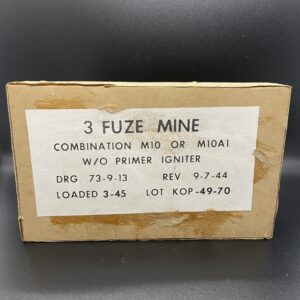 3 FUZE MINE
COMBINATION M10 OR M10A1
W/O PRIMER IGNITER
DRG. 73-9-13 REV 9-7-44
LOADED 3-45 LOT KOP-49-70